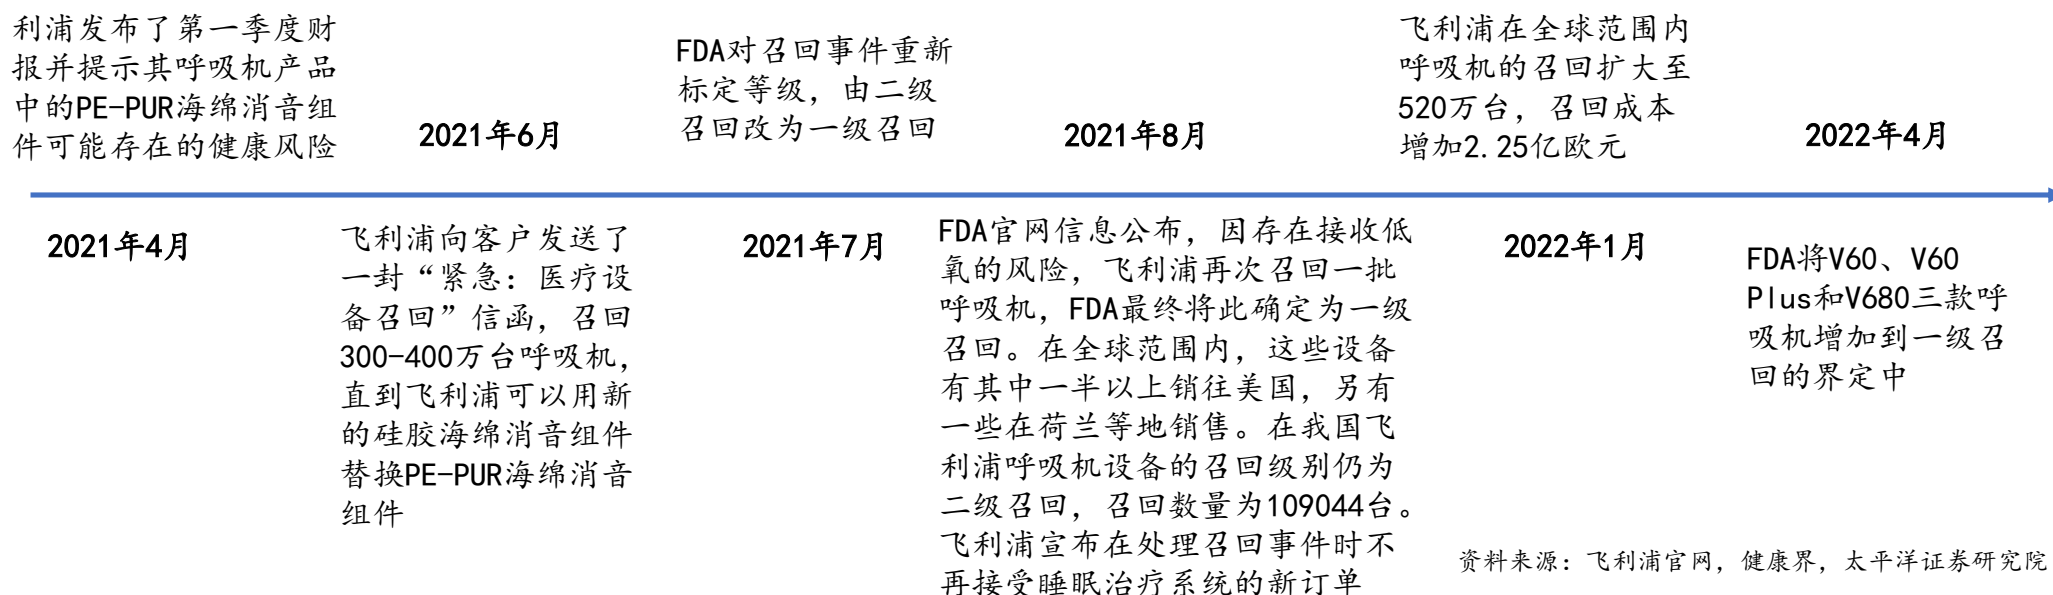 利浦发布了第一季度财
报并提示其呼吸机产品
中的PE-PUR海绵消音组
件可能存在的健康风险
2021年4月
2021年6月
飞利浦向客户发送了
一封“紧急：医疗设
备召回”信函，召回
300-400万台呼吸机，
直到飞利浦可以用新
的硅胶海绵消音组件
替换PE-PUR海绵消音
组件
FDA对召回事件重新
标定等级，由二级
召回改为一级召回
2021年7月
2021年8月
FDA官网信息公布，因存在接收低
氧的风险，飞利浦再次召回一批
呼吸机，FDA最终将此确定为一级
召回。在全球范围内，这些设备
有其中一半以上销往美国，另有
一些在荷兰等地销售。在我国飞
利浦呼吸机设备的召回级别仍为
二级召回，召回数量为109044台。
飞利浦宣布在处理召回事件时不
再接受睡眠治疗系统的新订单
飞利浦在全球范围内
呼吸机的召回扩大至
520万台，召回成本
增加2.25亿欧元
2022年1月
2022年4月
FDA将V60、V60
Plus和V680三款呼
吸机增加到一级召
回的界定中
资料来源：飞利浦官网，健康界，太平洋证券研究院